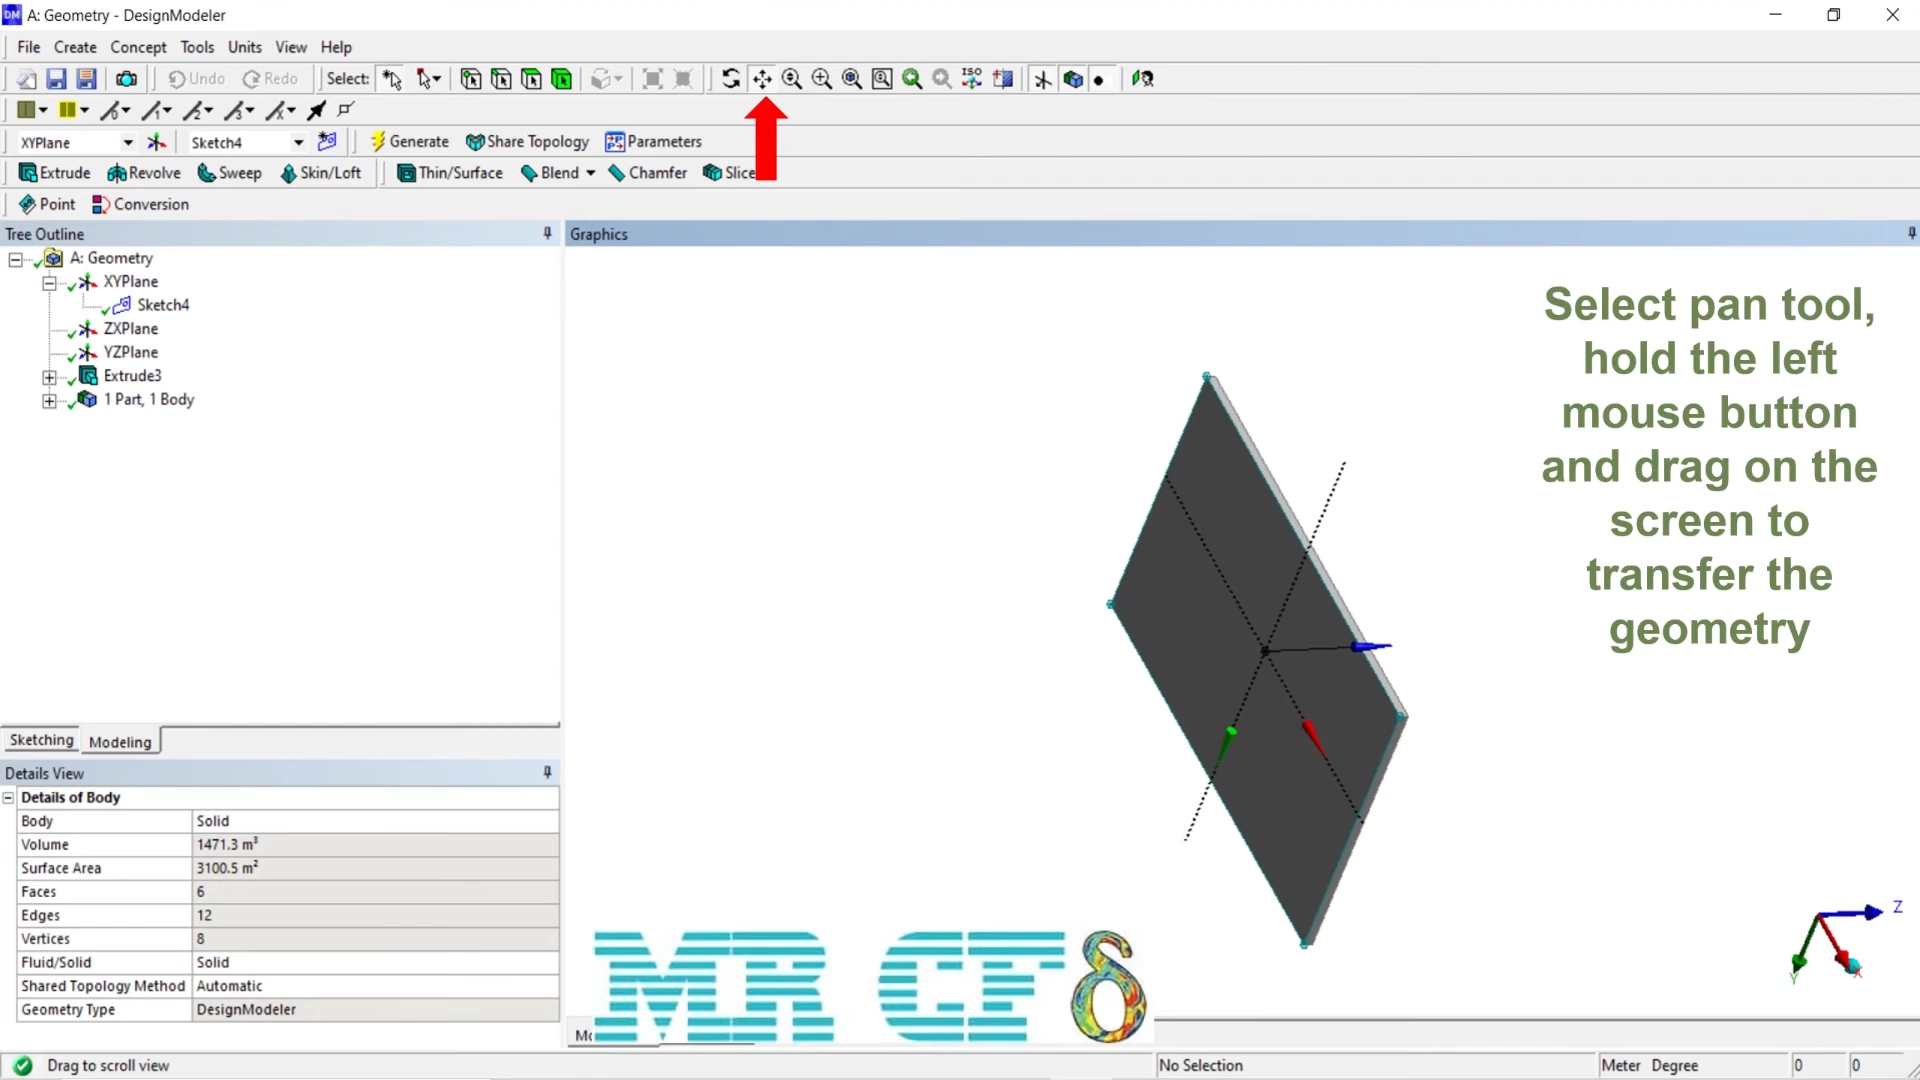 DM A: Geometry - DesignModeler
File Create Concept Tools Units View Help
Undo Redo Select: ISO
XYPlane Sketch4 Generate Share Topology Parameters
Extrude Revolve Sweep Skin/Loft Thin/Surface Blend Chamfer Slice
Point Conversion
Tree Outline
A: Geometry
XYPlane
Sketch4
ZXPlane
YZPlane
Extrude3
1 Part, 1 Body
Sketching Modeling
Details View
Details of Body
Body Solid
Volume 1471.3 m³
Surface Area 3100.5 m²
Faces 6
Edges 12
Vertices 8
Fluid/Solid Solid
Shared Topology Method Automatic
Geometry Type DesignModeler
Graphics
Select pan tool,
hold the left
mouse button
and drag on the
screen to
transfer the
geometry
Z
Y
X
MR CFδ
Drag to scroll view No Selection Meter Degree 0 0